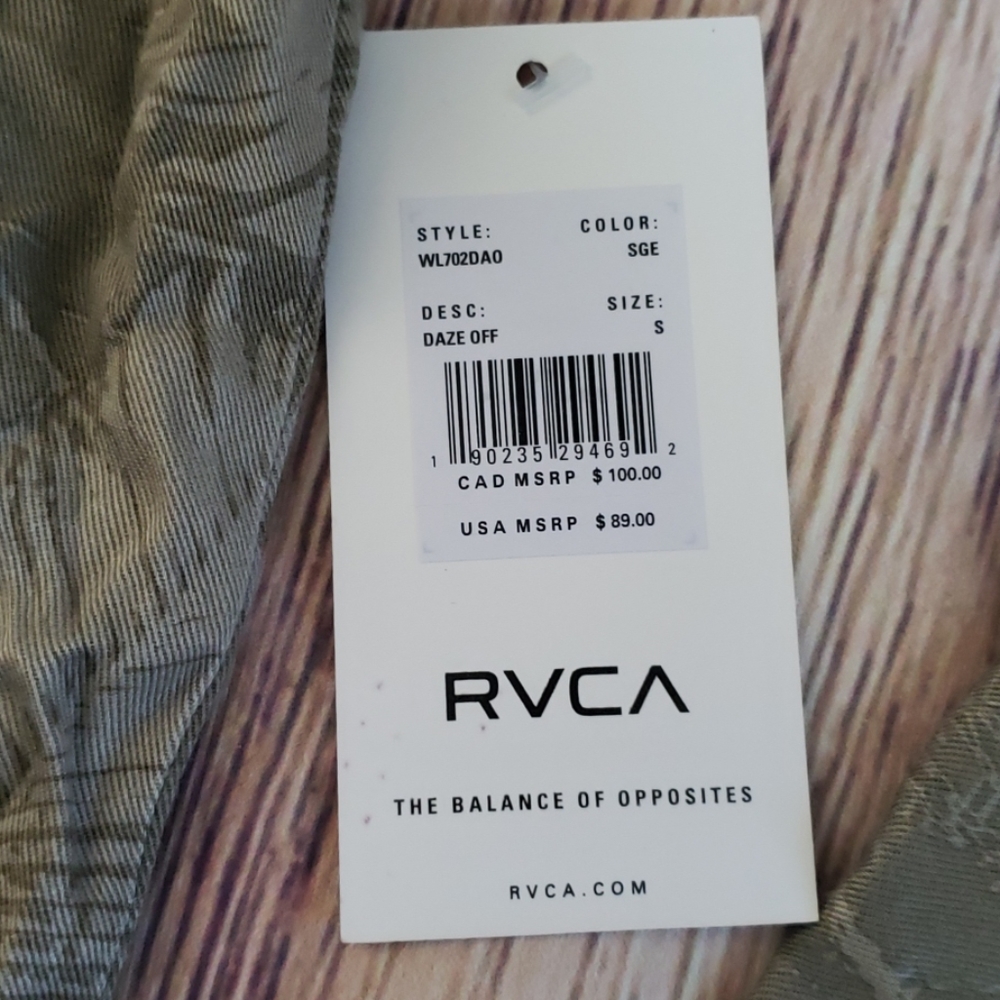 STYLE: COLOR:
WL702DAO SGE
DESC: SIZE:
DAZE OFF S
1 90235 29469 2
CAD MSRP $ 100.00
USA MSRP $ 89.00
RVCA
THE BALANCE OF OPPOSITES
RVCA.COM